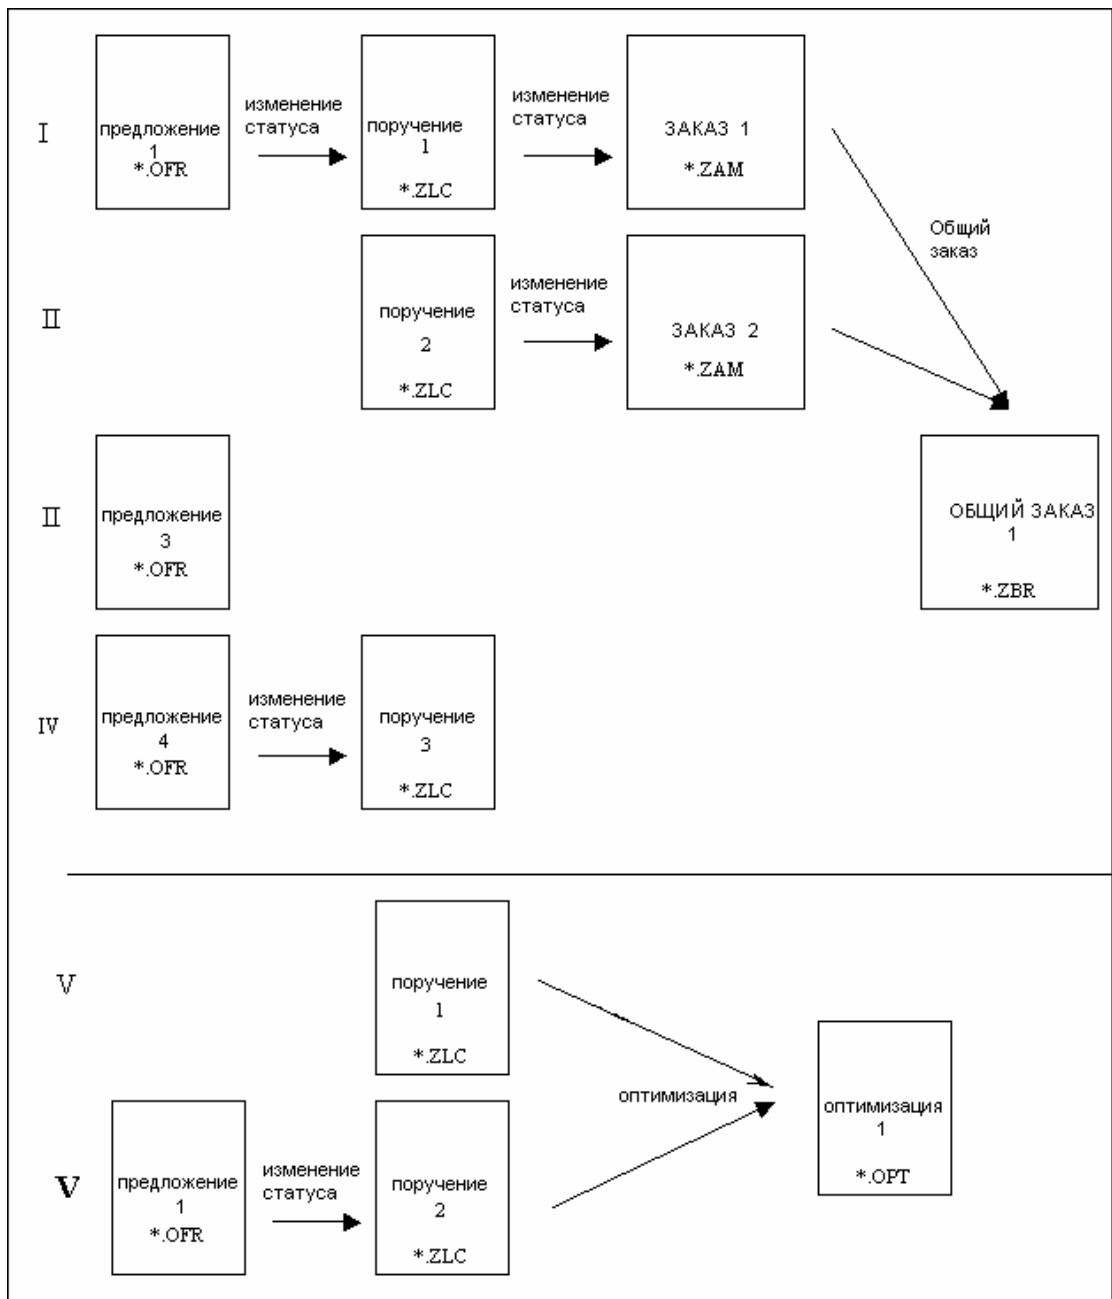 I
предложение
1
*.OFR
изменение
статуса
поручение
1
*.ZLC
изменение
статуса
ЗАКАЗ 1
*.ZAM
Общий
заказ
II
поручение
2
*.ZLC
изменение
статуса
ЗАКАЗ 2
*.ZAM
II
предложение
3
*.OFR
ОБЩИЙ ЗАКАЗ
1
*.ZBR
IV
предложение
4
*.OFR
изменение
статуса
поручение
3
*.ZLC
V
поручение
1
*.ZLC
оптимизация
оптимизация
1
*.OPT
V
предложение
1
*.OFR
изменение
статуса
поручение
2
*.ZLC